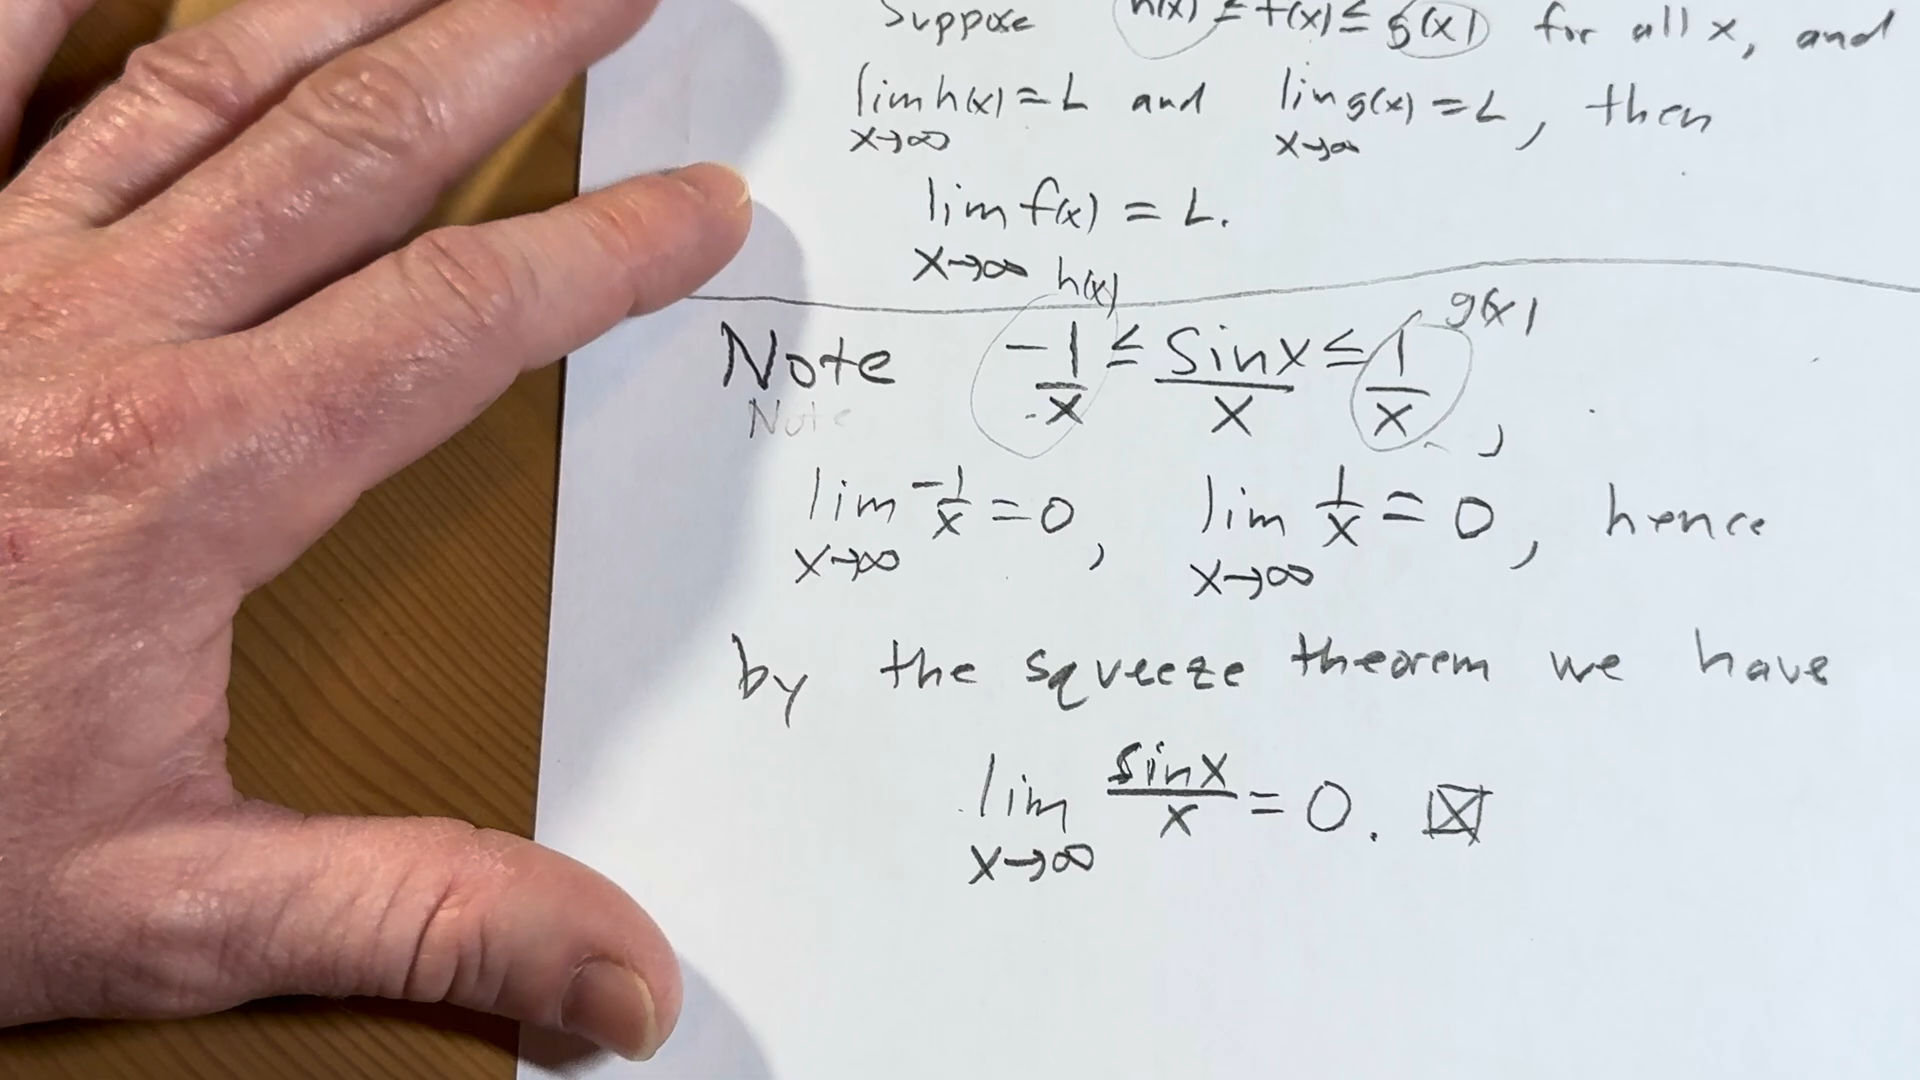 Suppose h(x) ≤ f(x) ≤ g(x) for all x, and
lim h(x) = L and lim g(x) = L, then
x→∞ x→∞
lim f(x) = L.
x→∞
h(x) g(x)
Note -1/x ≤ sinx/x ≤ 1/x,
Note
lim -1/x = 0, lim 1/x = 0, hence
x→∞ x→∞
by the squeeze theorem we have
lim sinx/x = 0.
x→∞